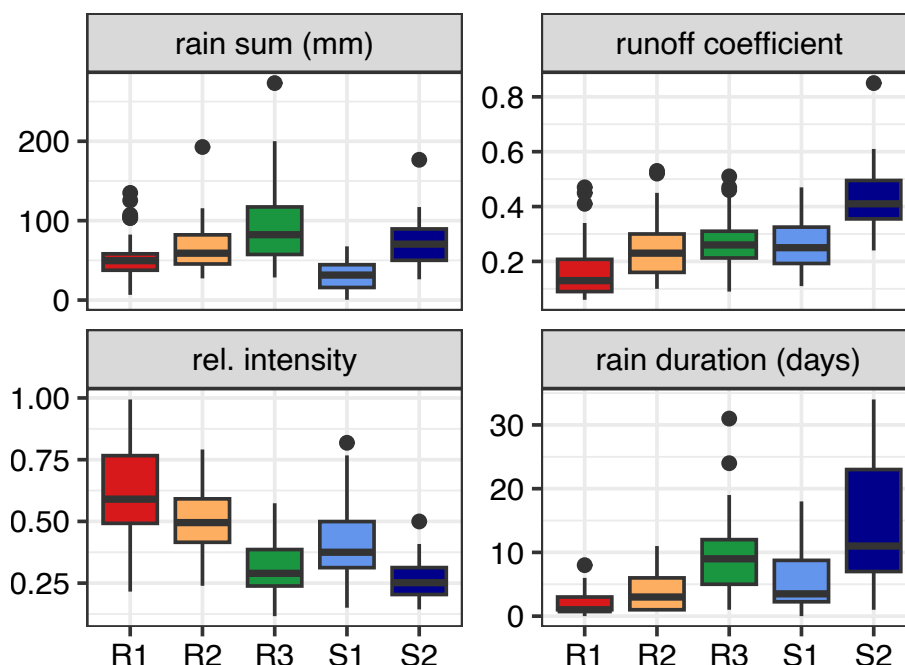 rain sum (mm)
runoff coefficient
200
100
0
0.8
0.6
0.4
0.2
rel. intensity
rain duration (days)
1.00
0.75
0.50
0.25
30
20
10
0
R1 R2 R3 S1 S2
R1 R2 R3 S1 S2